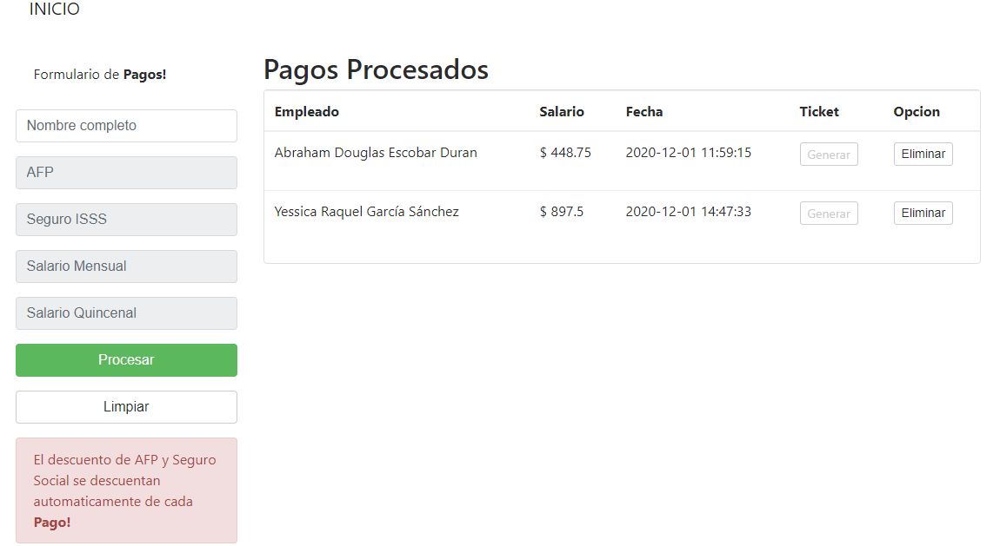 INICIO
Formulario de Pagos!
Nombre completo
AFP
Seguro ISSS
Salario Mensual
Salario Quincenal
Procesar
Limpiar
El descuento de AFP y Seguro
Social se descuentan
automaticamente de cada
Pago!
Pagos Procesados
Empleado Salario Fecha Ticket Opcion
Abraham Douglas Escobar Duran $ 448.75 2020-12-01 11:59:15 Generar Eliminar
Yessica Raquel García Sánchez $ 897.5 2020-12-01 14:47:33 Generar Eliminar